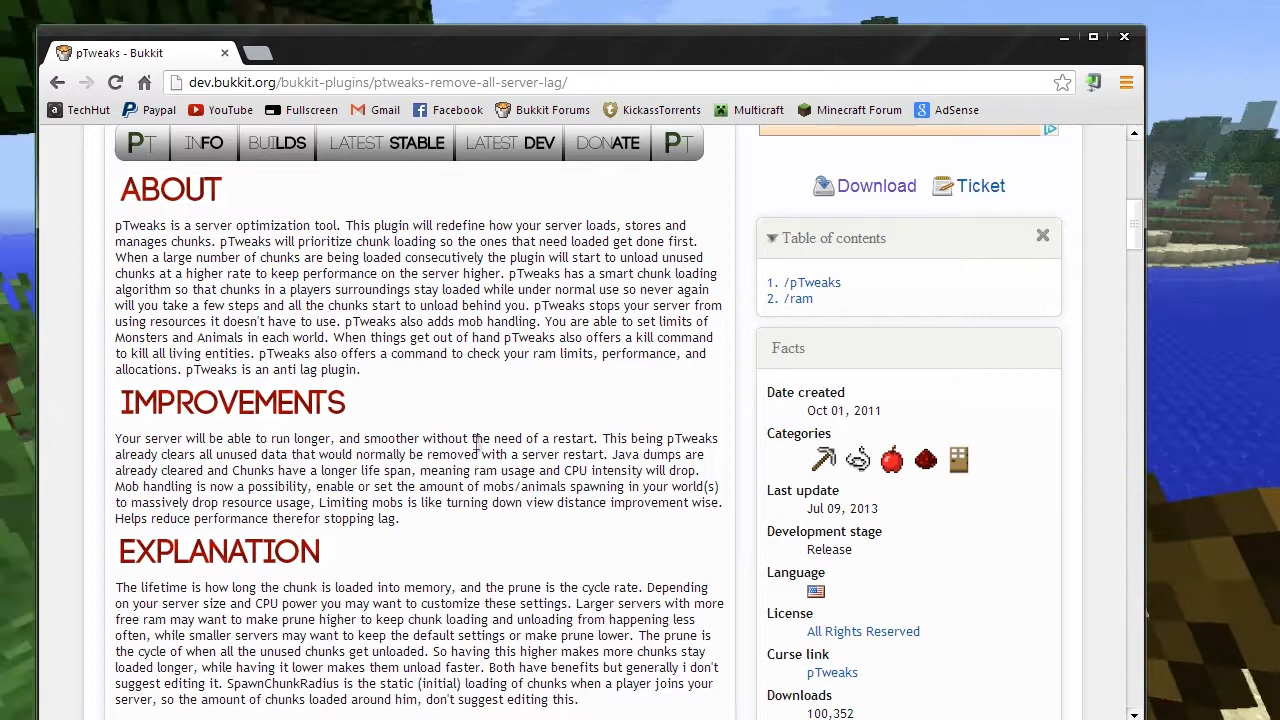 pTweaks - Bukkit
dev.bukkit.org/bukkit-plugins/ptweaks-remove-all-server-lag/
TechHut Paypal YouTube Fullscreen Gmail Facebook Bukkit Forums KickassTorrents Multicraft Minecraft Forum AdSense
PT INFO BUILDS LATEST STABLE LATEST DEV DONATE PT
ABOUT
pTweaks is a server optimization tool. This plugin will redefine how your server loads, stores and
manages chunks. pTweaks will prioritize chunk loading so the ones that need loaded get done first.
When a large number of chunks are being loaded consecutively the plugin will start to unload unused
chunks at a higher rate to keep performance on the server higher. pTweaks has a smart chunk loading
algorithm so that chunks in a players surroundings stay loaded while under normal use so never again
will you take a few steps and all the chunks start to unload behind you. pTweaks stops your server from
using resources it doesn't have to use. pTweaks also adds mob handling. You are able to set limits of
Monsters and Animals in each world. When things get out of hand pTweaks also offers a kill command
to kill all living entities. pTweaks also offers a command to check your ram limits, performance, and
allocations. pTweaks is an anti lag plugin.
IMPROVEMENTS
Your server will be able to run longer, and smoother without the need of a restart. This being pTweaks
already clears all unused data that would normally be removed with a server restart. Java dumps are
already cleared and Chunks have a longer life span, meaning ram usage and CPU intensity will drop.
Mob handling is now a possibility, enable or set the amount of mobs/animals spawning in your world(s)
to massively drop resource usage, Limiting mobs is like turning down view distance improvement wise.
Helps reduce performance therefor stopping lag.
EXPLANATION
The lifetime is how long the chunk is loaded into memory, and the prune is the cycle rate. Depending
on your server size and CPU power you may want to customize these settings. Larger servers with more
free ram may want to make prune higher to keep chunk loading and unloading from happening less
often, while smaller servers may want to keep the default settings or make prune lower. The prune is
the cycle of when all the unused chunks get unloaded. So having this higher makes more chunks stay
loaded longer, while having it lower makes them unload faster. Both have benefits but generally i don't
suggest editing it. SpawnChunkRadius is the static (initial) loading of chunks when a player joins your
server, so the amount of chunks loaded around him, don't suggest editing this.
Download Ticket
Table of contents
1. /pTweaks
2. /ram
Facts
Date created
Oct 01, 2011
Categories
Last update
Jul 09, 2013
Development stage
Release
Language
License
All Rights Reserved
Curse link
pTweaks
Downloads
100,352